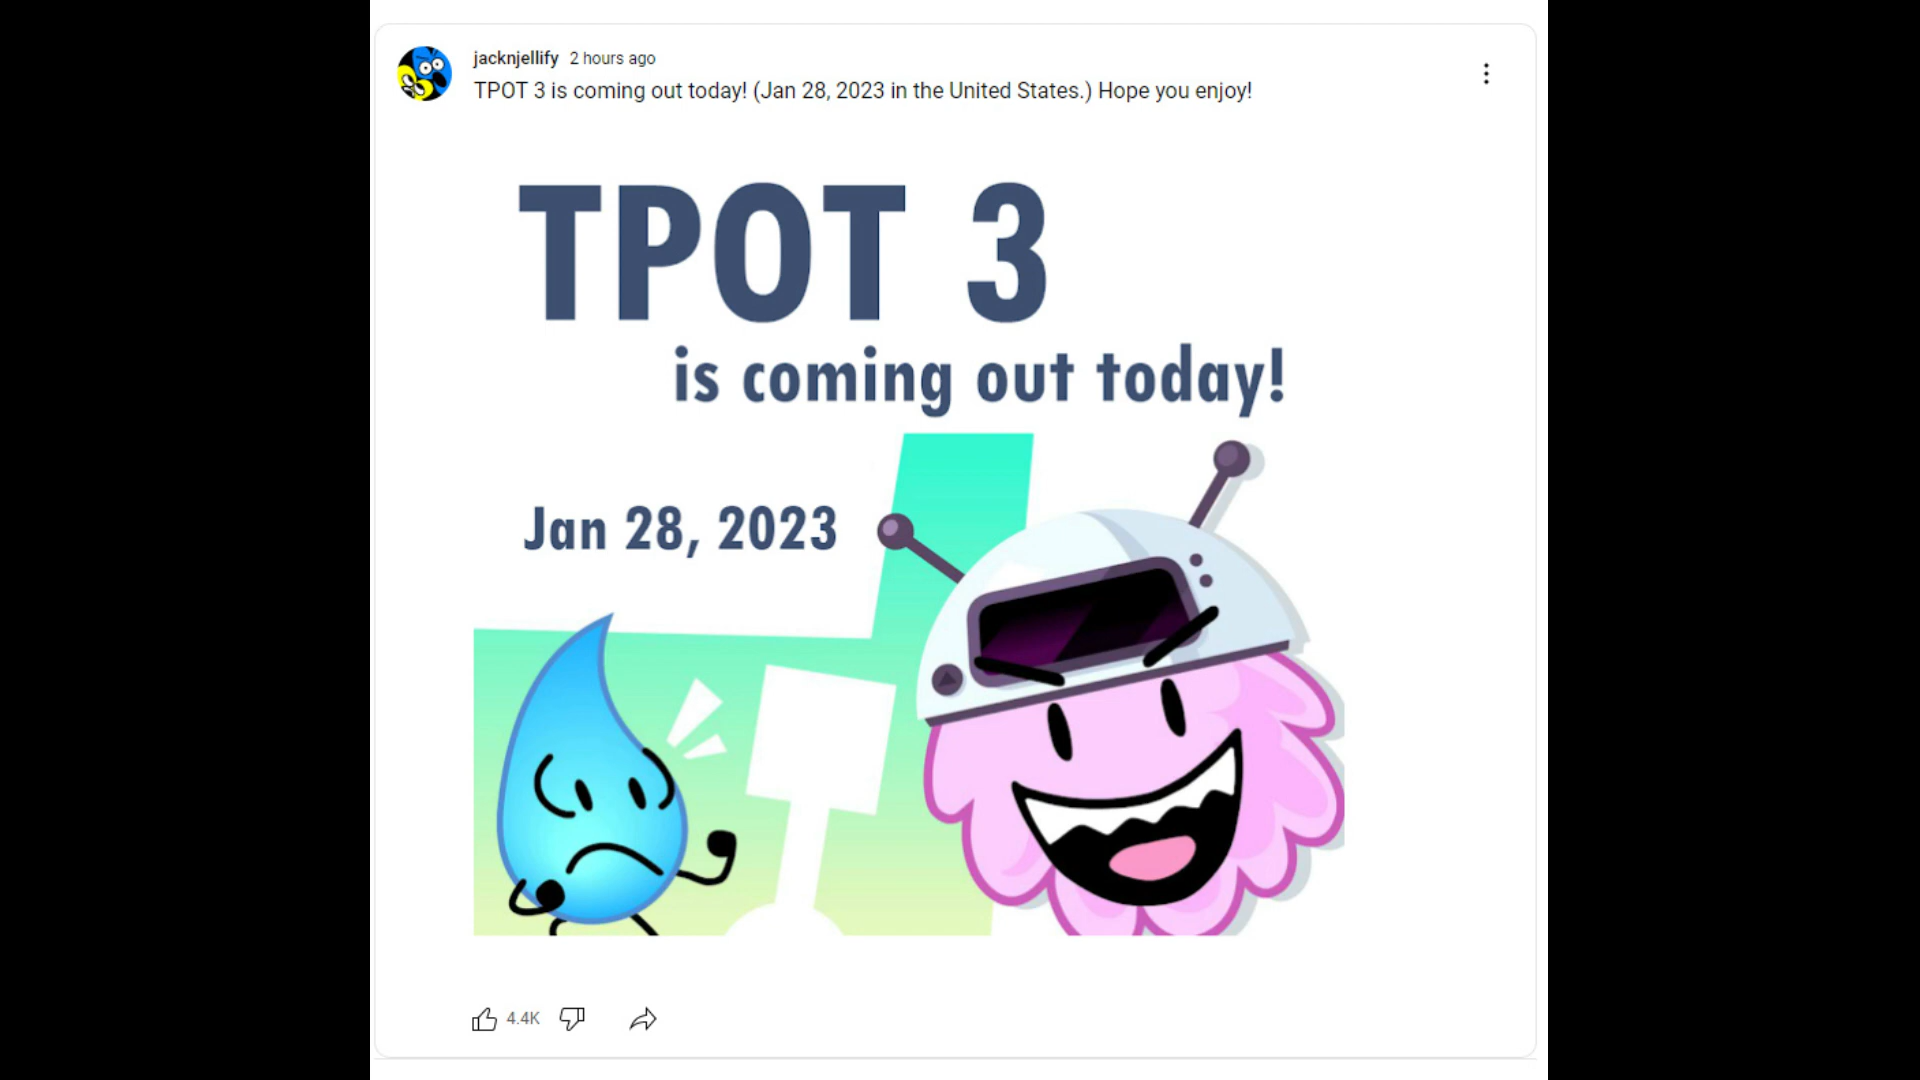 jacknjellify 2 hours ago
TPOT 3 is coming out today! (Jan 28, 2023 in the United States.) Hope you enjoy!
TPOT 3
is coming out today!
Jan 28, 2023
4.4K